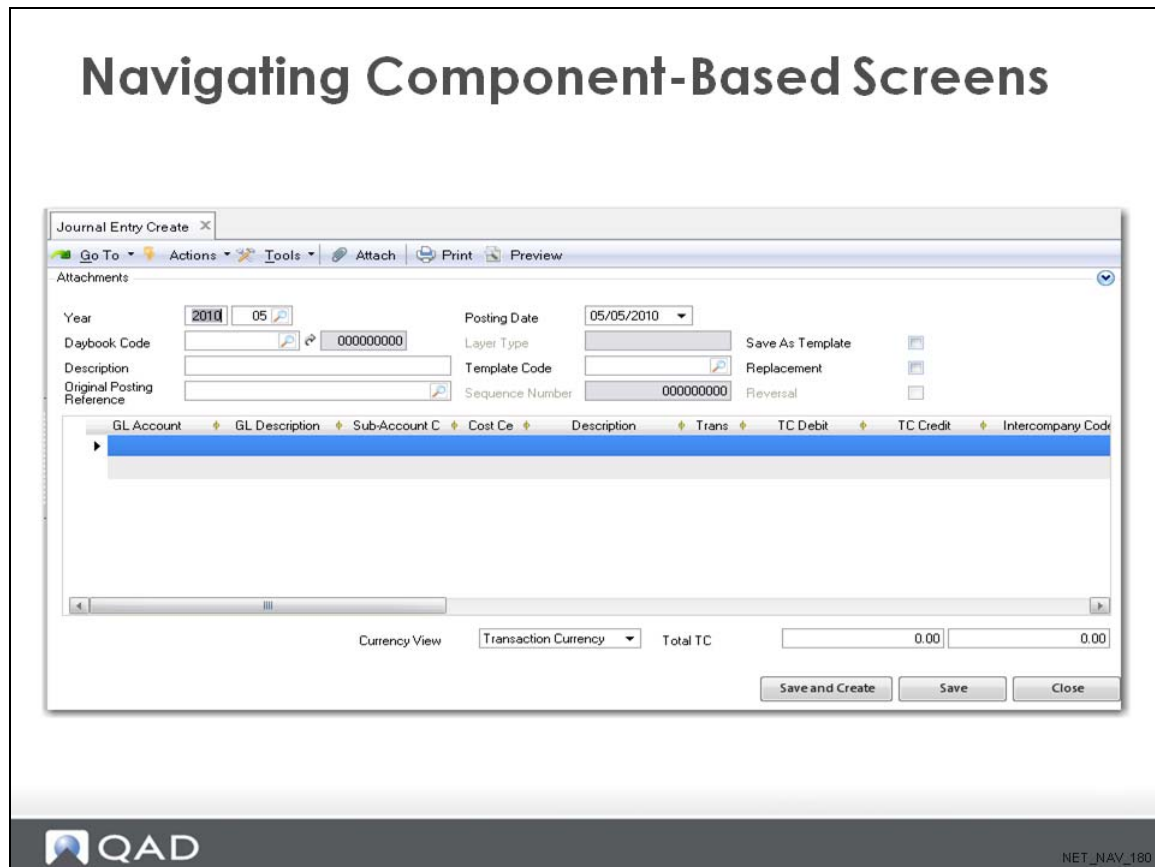 Navigating Component-Based Screens
Journal Entry Create
Go To Actions Tools Attach Print Preview
Attachments
Year 2010 05 Posting Date 05/05/2010
Daybook Code 000000000 Layer Type Save As Template
Description Template Code Replacement
Original Posting Reference Sequence Number 000000000 Reversal
GL Account GL Description Sub-Account C Cost Ce Description Trans TC Debit TC Credit Intercompany Code
Currency View Transaction Currency Total TC 0.00 0.00
Save and Create Save Close
QAD
NET_NAV_180